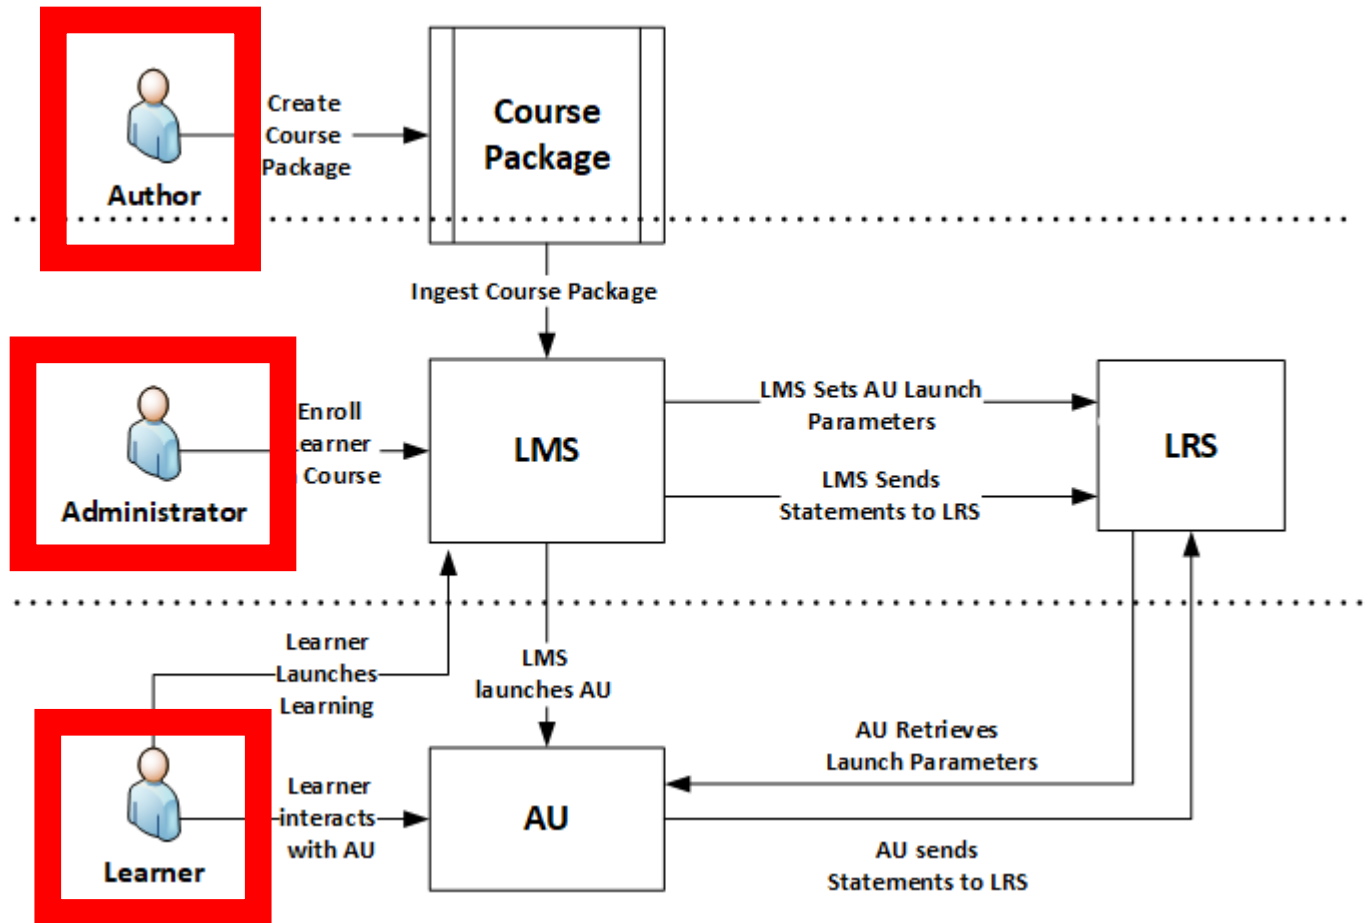 Create
Course
Package
Author
Course
Package
Ingest Course Package
Enroll
Course
Administrator
LMS
LMS Sets AU Launch
Parameters
LMS Sends
Statements to LRS
LRS
Learner
Launches
Learning
LMS
launches AU
Learner
interacts
with AU
Learner
AU
AU Retrieves
Launch Parameters
AU sends
Statements to LRS